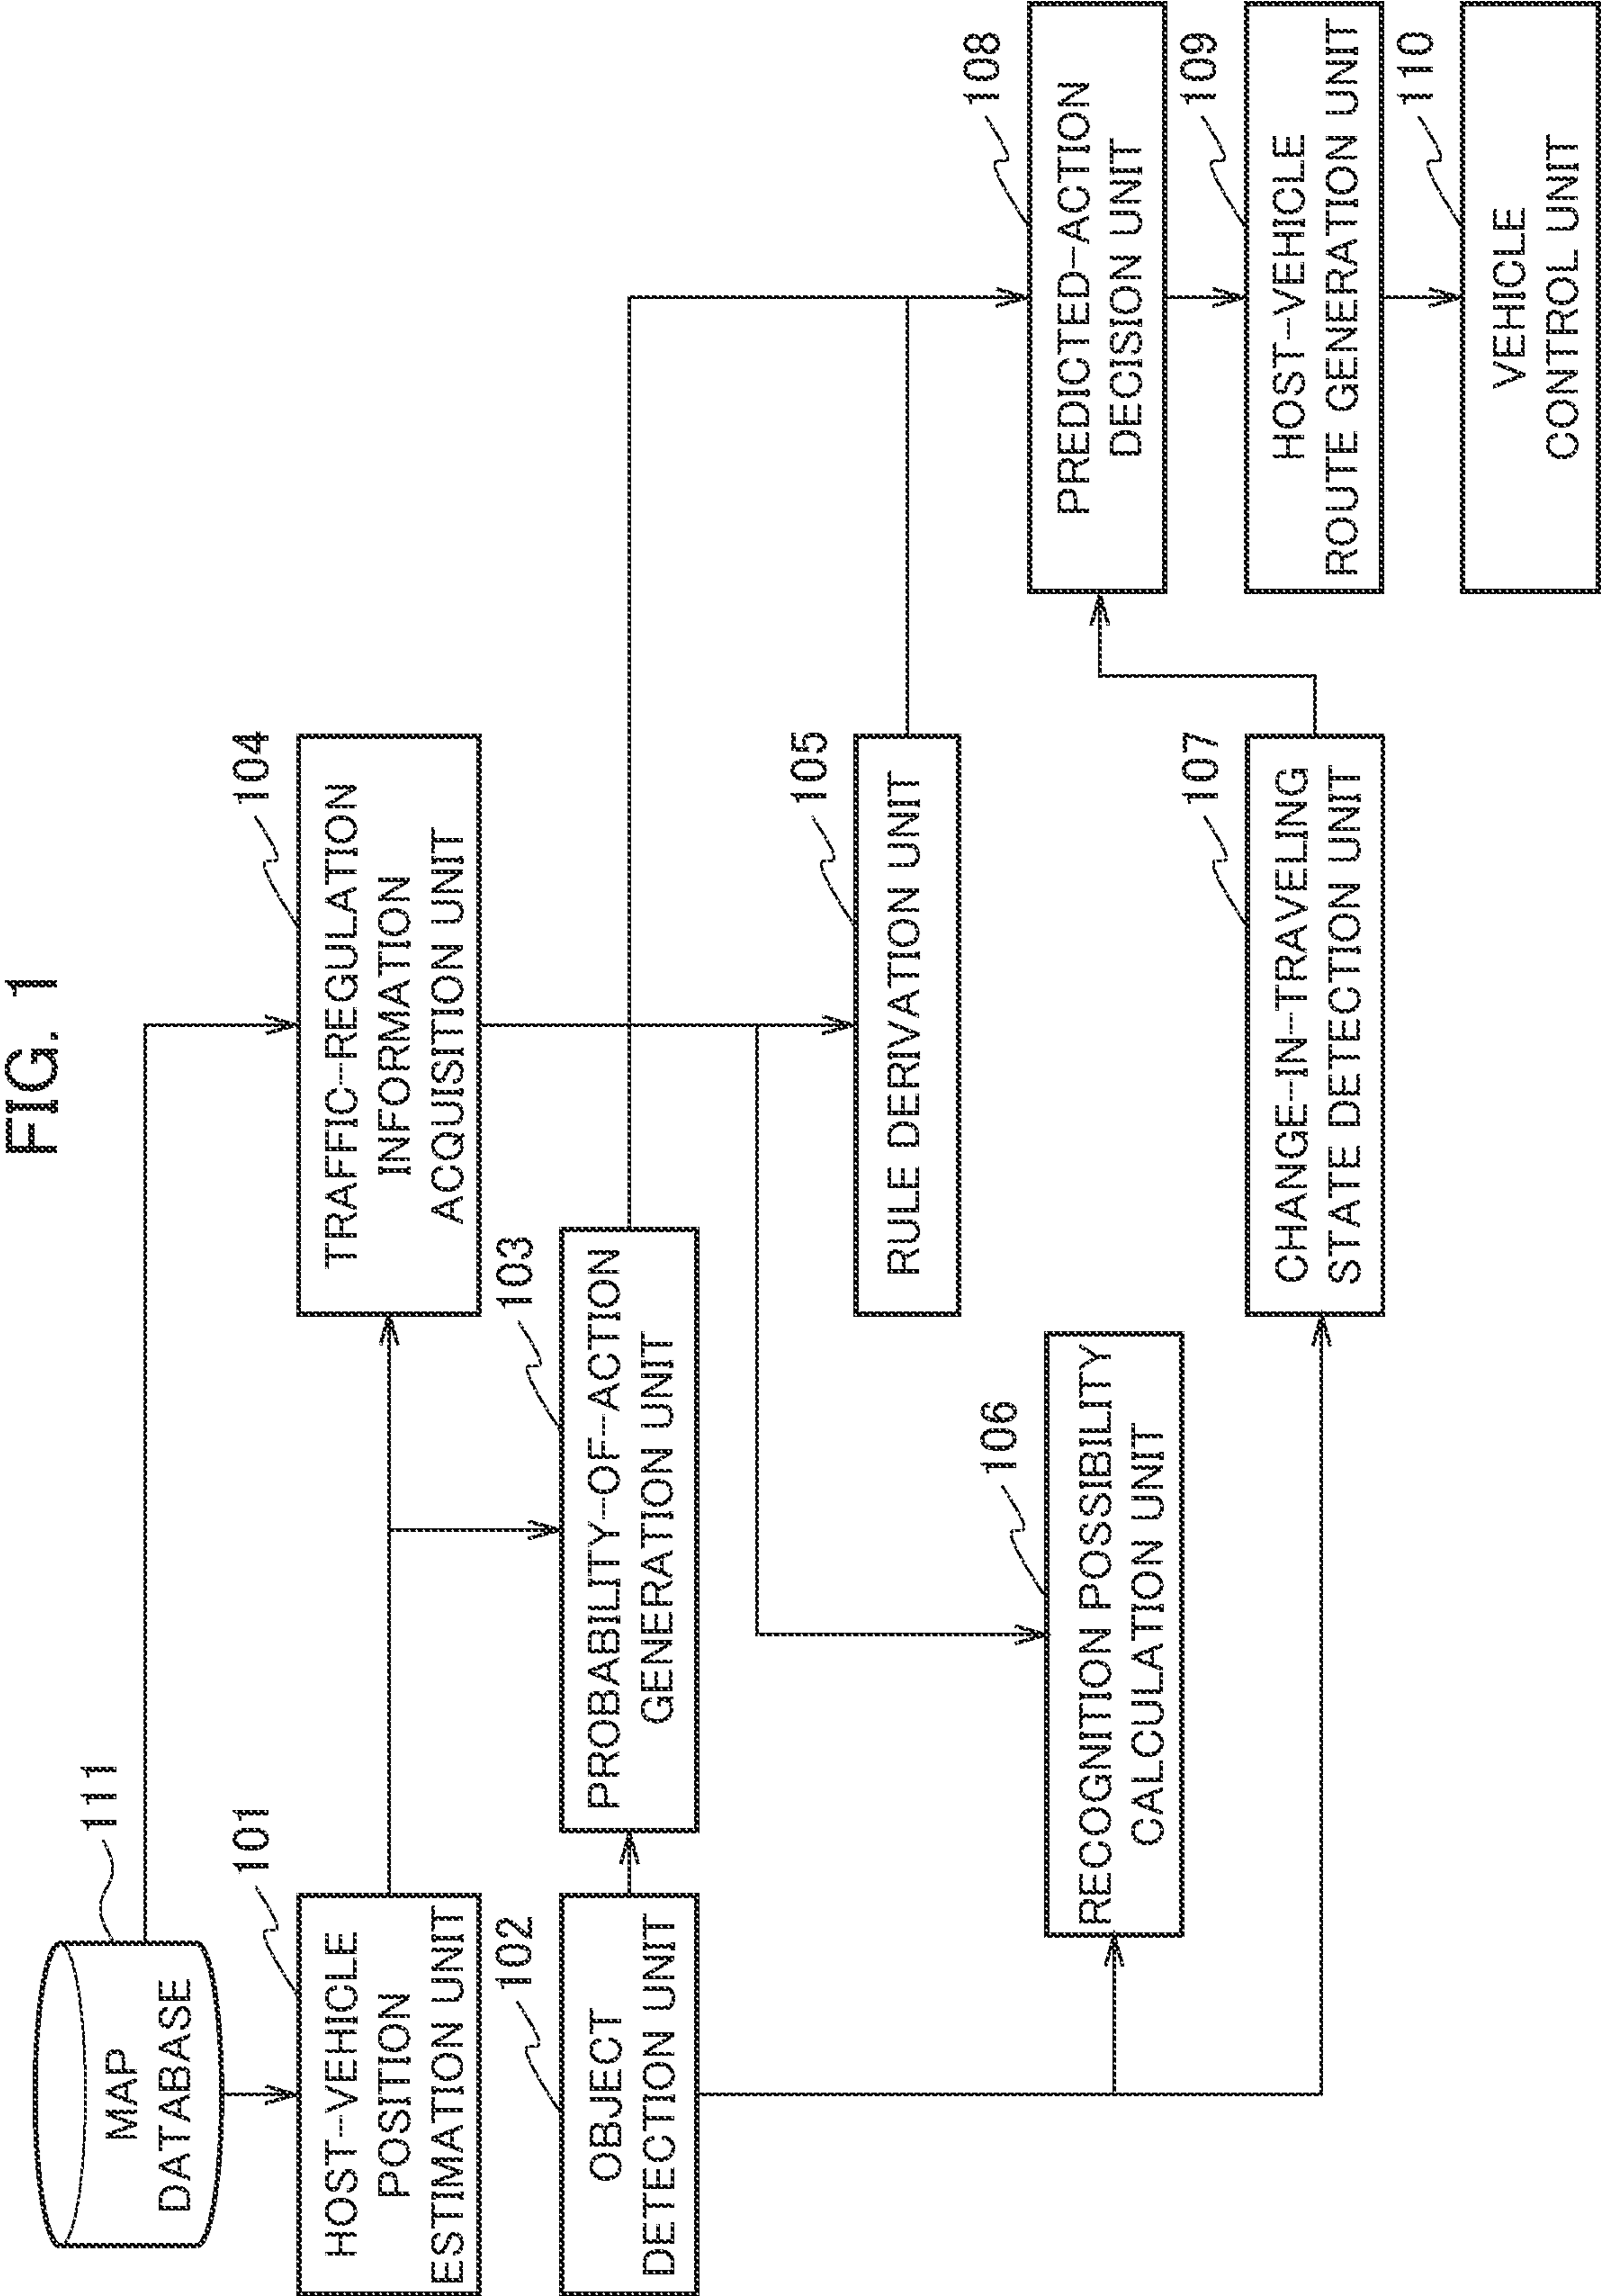 FIG. 1
111
MAP
DATABASE
101
HOST-VEHICLE
POSITION
ESTIMATION UNIT
102
OBJECT
DETECTION UNIT
103
PROBABILITY-OF-ACTION
GENERATION UNIT
104
TRAFFIC-REGULATION
INFORMATION
ACQUISITION UNIT
105
RULE DERIVATION UNIT
106
RECOGNITION POSSIBILITY
CALCULATION UNIT
107
CHANGE-IN-TRAVELING
STATE DETECTION UNIT
108
PREDICTED-ACTION
DECISION UNIT
109
HOST-VEHICLE
ROUTE GENERATION UNIT
110
VEHICLE
CONTROL UNIT